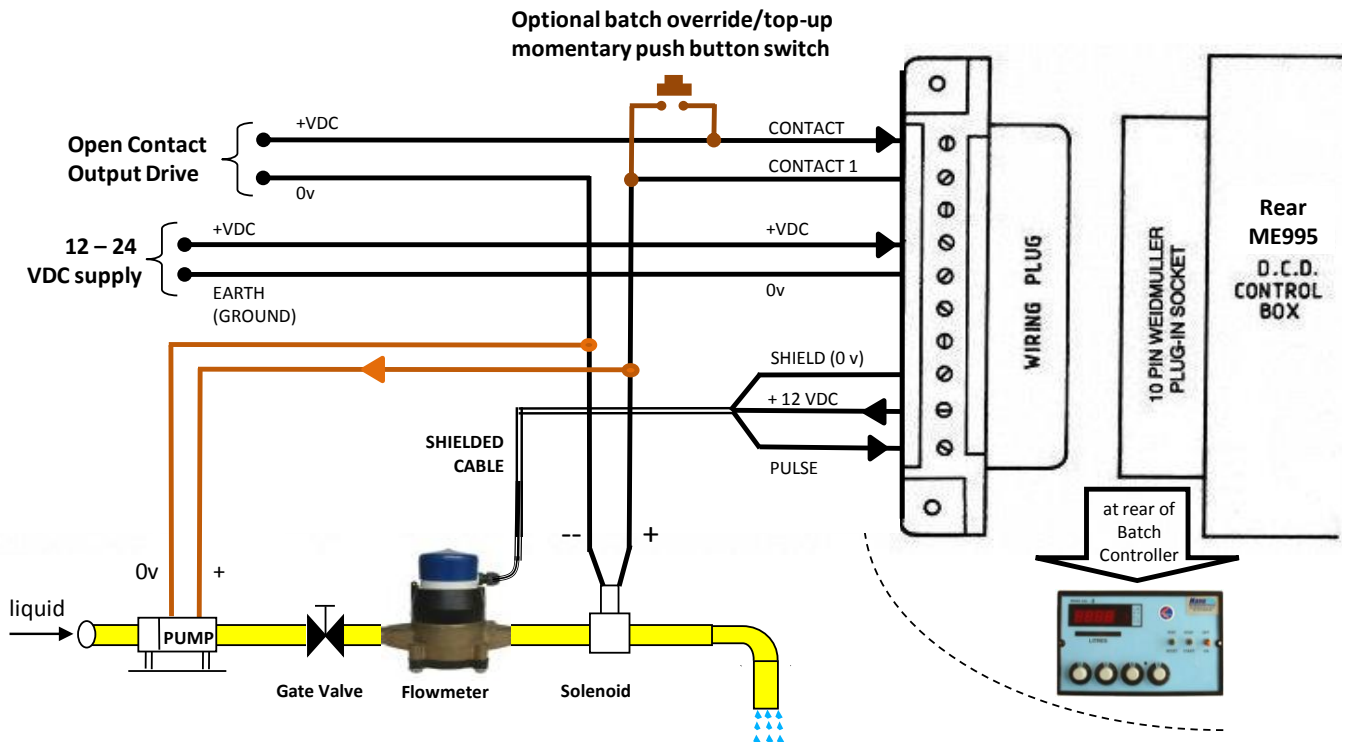 Optional batch override/top-up
momentary push button switch
+VDC
CONTACT
Open Contact
Output Drive
CONTACT 1
0v
12 – 24
VDC supply
+VDC
+VDC
EARTH
(GROUND)
0v
SHIELD (0 v)
+ 12 VDC
PULSE
SHIELDED
CABLE
WIRING PLUG
10 PIN WEIDMULLER
PLUG-IN SOCKET
Rear
ME995
D.C.D.
CONTROL
BOX
at rear of
Batch
Controller
--
+
0v
+
liquid
PUMP
Gate Valve
Flowmeter
Solenoid
LITRES